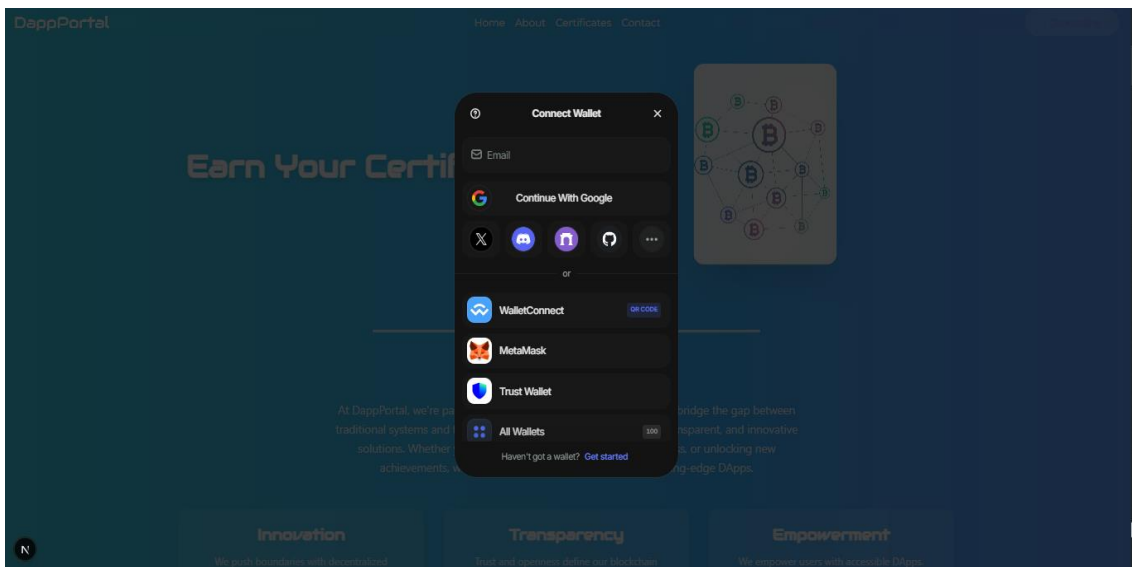 DappPortal
Home About Certificates Contact
Connect Wallet
Earn Your Certif
Email
Continue With Google
or
WalletConnect QR CODE
MetaMask
Trust Wallet
All Wallets 100
Haven't got a wallet? Get started
At DappPortal, we're pa bridge the gap between
traditional systems and nsparent, and innovative
solutions. Whether or unlocking new
achievements, ng-edge DApps.
Innovation Transparency Empowerment
We push boundaries with decentralized Trust and openness define our blockchain We empower users with accessible DApps,
N